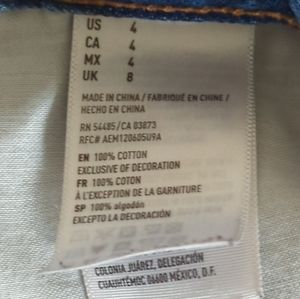 US 4
CA 4
MX 4
UK 8
MADE IN CHINA / FABRIQUÉ EN CHINE /
HECHO EN CHINA
RN 54485/CA 03873
RFC# AEM120605U9A
EN 100% COTTON
EXCLUSIVE OF DECORATION
FR 100% COTON
À L'EXCEPTION DE LA GARNITURE
SP 100% algodón
EXCEPTO LA DECORACIÓN
COLONIA JUÁREZ, DELEGACIÓN
CUAUHTÉMOC 06600 MÉXICO, D.F.